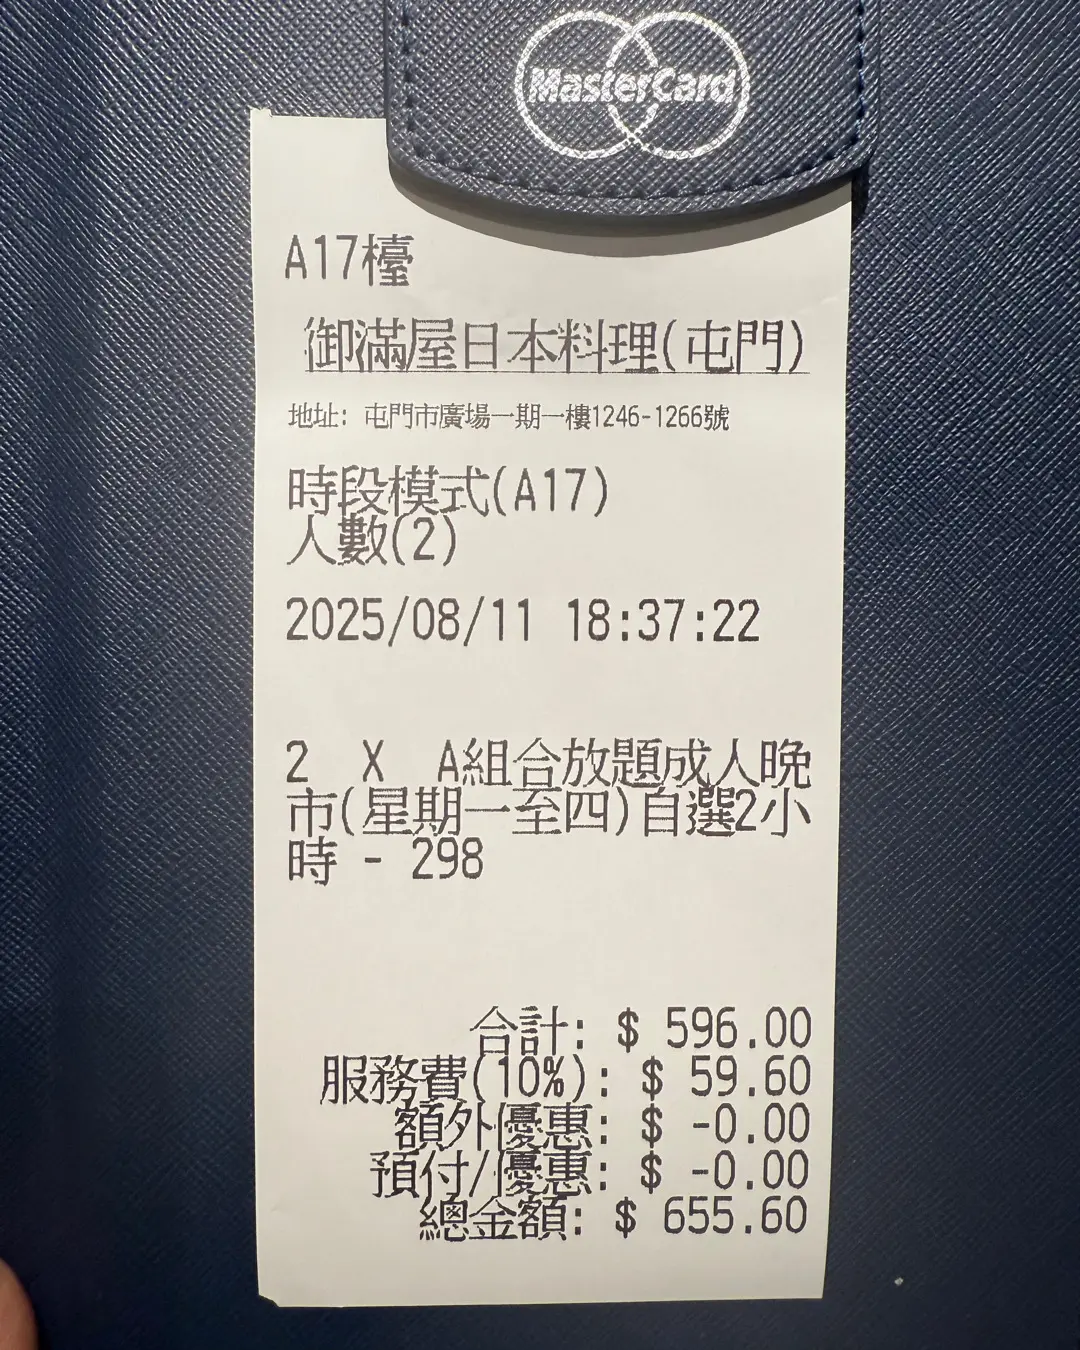 MasterCard
A17檯
御滿屋日本料理(屯門)
地址: 屯門市廣場一期一樓1246-1266號
時段模式(A17)
人數(2)
2025/08/11 18:37:22
2 X A組合放題成人晚
市(星期一至四)自選2小
時 - 298
合計: $ 596.00
服務費(10%): $ 59.60
額外優惠: $ -0.00
預付/優惠: $ -0.00
總金額: $ 655.60